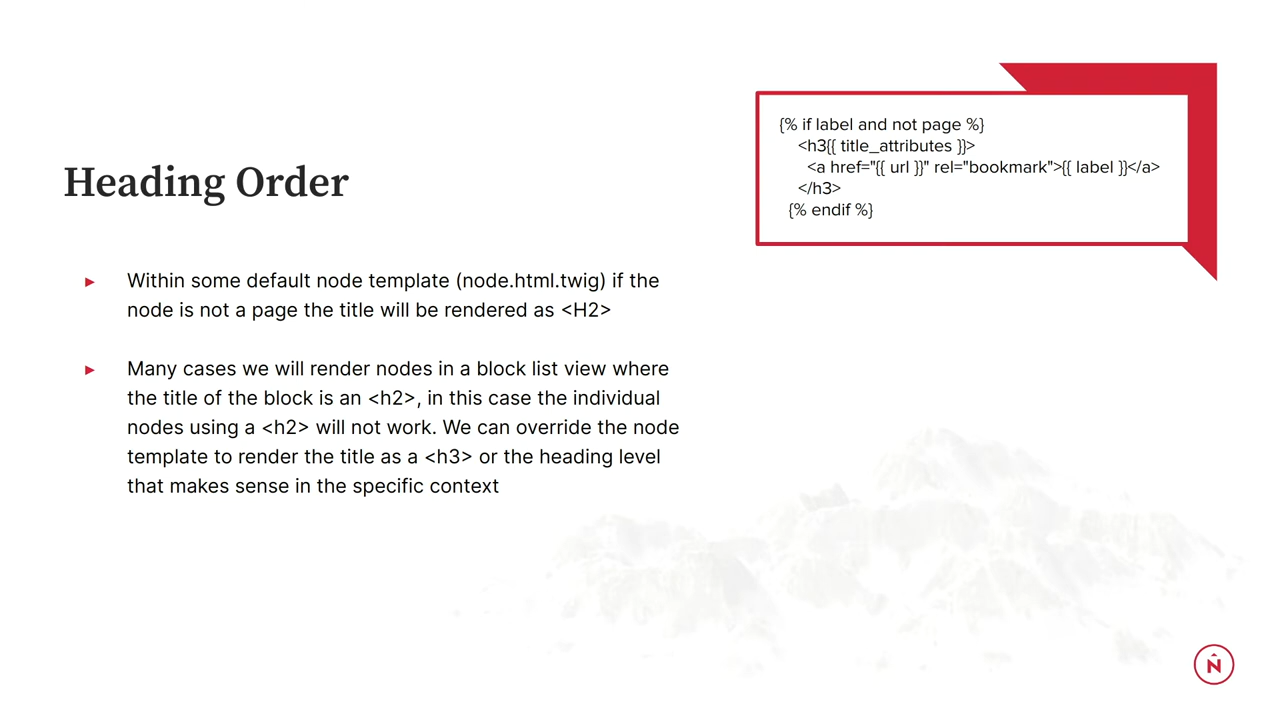 Heading Order
► Within some default node template (node.html.twig) if the
node is not a page the title will be rendered as <H2>
► Many cases we will render nodes in a block list view where
the title of the block is an <h2>, in this case the individual
nodes using a <h2> will not work. We can override the node
template to render the title as a <h3> or the heading level
that makes sense in the specific context
{% if label and not page %}
<h3{{ title_attributes }}>
<a href="{{ url }}" rel="bookmark">{{ label }}</a>
</h3>
{% endif %}
N